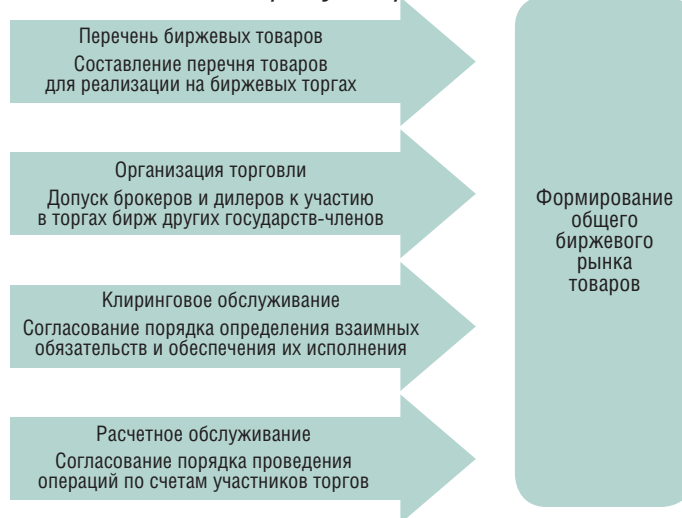 Перечень биржевых товаров
Составление перечня товаров
для реализации на биржевых торгах
Организация торговли
Допуск брокеров и дилеров к участию
в торгах бирж других государств-членов
Клиринговое обслуживание
Согласование порядка определения взаимных
обязательств и обеспечения их исполнения
Расчетное обслуживание
Согласование порядка проведения
операций по счетам участников торгов
Формирование
общего
биржевого
рынка
товаров